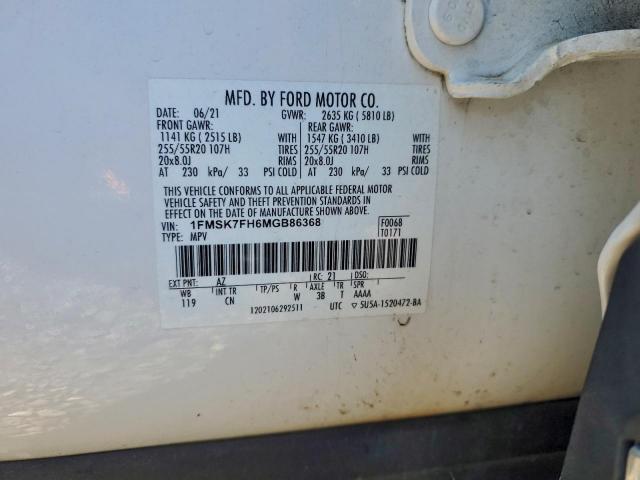 MFD. BY FORD MOTOR CO.
DATE: 06/21 GVWR: 2635 KG ( 5810 LB)
FRONT GAWR: REAR GAWR:
1141 KG ( 2515 LB) WITH 1547 KG ( 3410 LB) WITH
255/55R20 107H TIRES 255/55R20 107H TIRES
20x8.0J RIMS 20x8.0J RIMS
AT 230 kPa/ 33 PSI COLD AT 230 kPa/ 33 PSI COLD
THIS VEHICLE CONFORMS TO ALL APPLICABLE FEDERAL MOTOR
VEHICLE SAFETY AND THEFT PREVENTION STANDARDS IN
EFFECT ON THE DATE OF MANUFACTURE SHOWN ABOVE.
VIN: 1FMSK7FH6MGB86368 F0068
TYPE: MPV T0171
EXT PNT: AZ RC: 21 DSO:
WB INT TR TP/PS R AXLE TR SPR
119 CN W 3B T AAAA
1202106292511 UTC ▽ 5U5A-1520472-BA